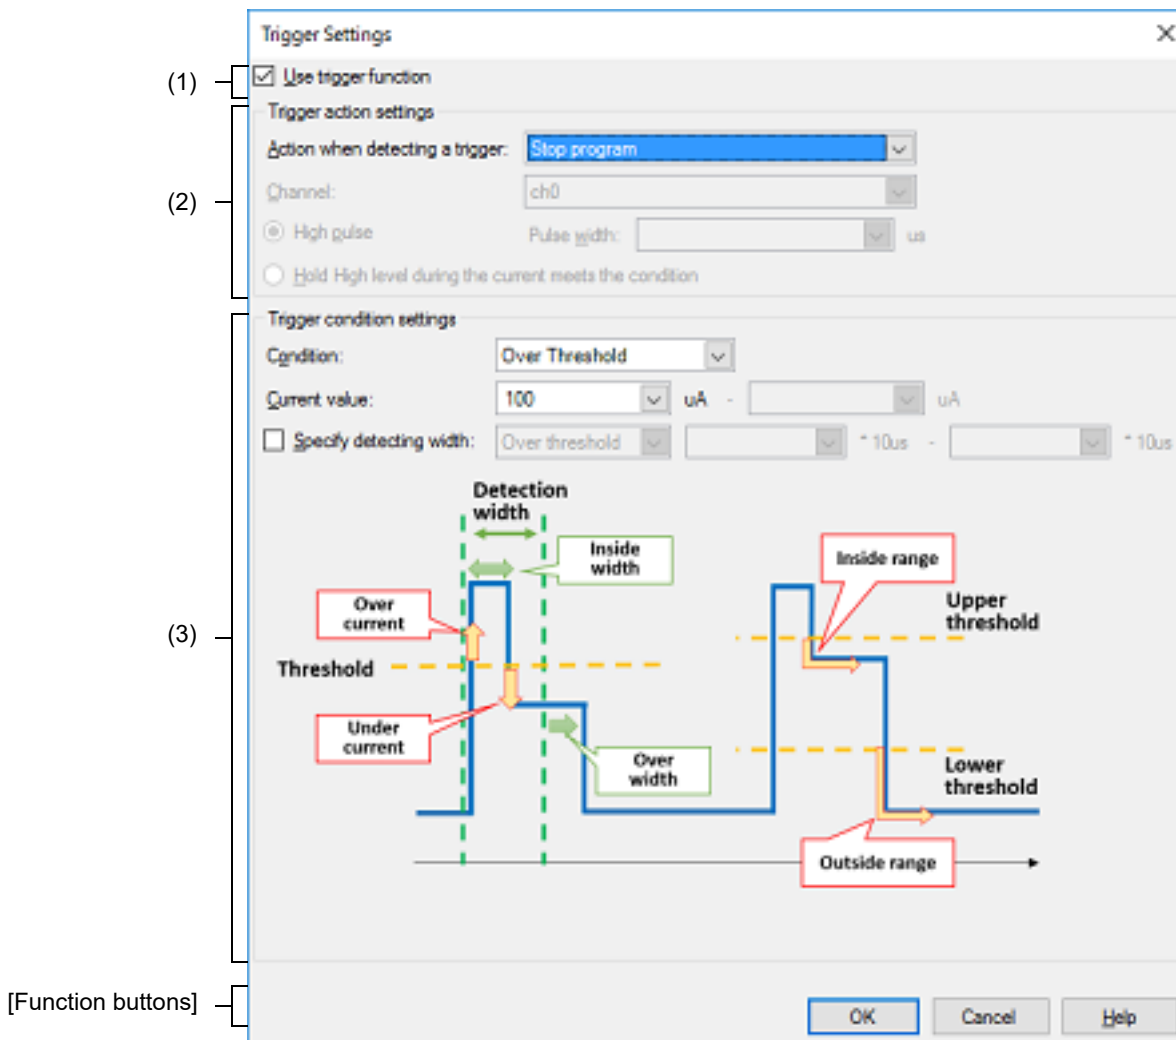 Trigger Settings
(1)
Use trigger function
Trigger action settings
Action when detecting a trigger: Stop program
(2)
Channel: ch0
High pulse Pulse width: us
Hold High level during the current meets the condition
Trigger condition settings
Condition: Over Threshold
Current value: 100 uA - uA
Specify detecting width: Over threshold * 10us - * 10us
Detection
width
Inside
width
Inside range
Over
current
Upper
threshold
(3)
Threshold
Under
current
Over
width
Lower
threshold
Outside range
[Function buttons]
OK Cancel Help